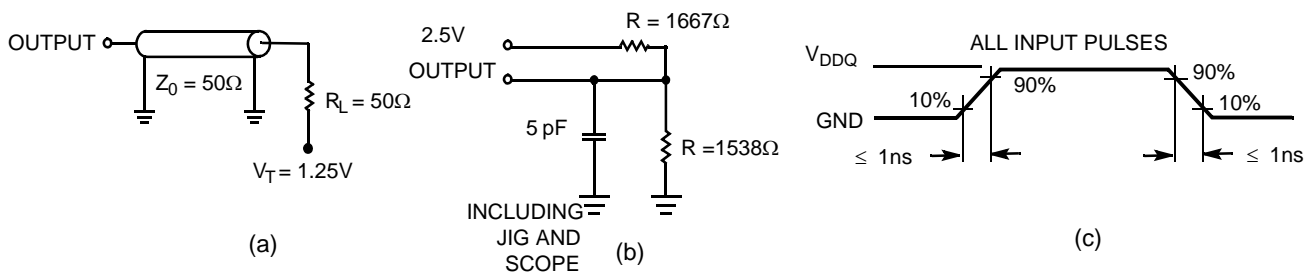 OUTPUT
Z0 = 50Ω
RL = 50Ω
VT = 1.25V
(a)
R = 1667Ω
2.5V
OUTPUT
5 pF
R =1538Ω
INCLUDING
JIG AND
SCOPE
(b)
ALL INPUT PULSES
VDDQ
90%
90%
10%
10%
GND
≤ 1ns
≤ 1ns
(c)